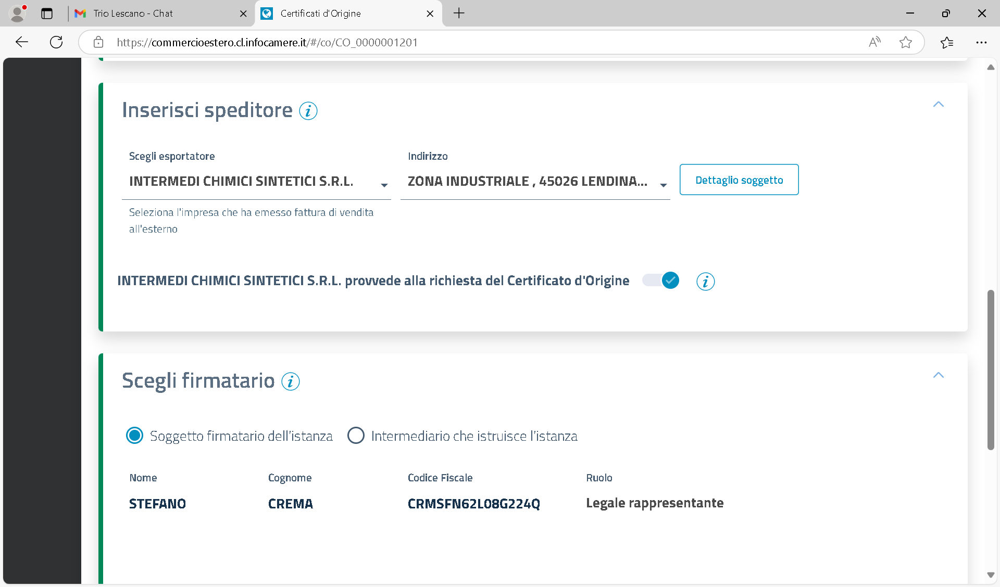 Trio Lescano - Chat
Certificati d'Origine
https://commercioestero.cl.infocamere.it/#/co/CO_0000001201
Inserisci speditore
Scegli esportatore
Indirizzo
INTERMEDI CHIMICI SINTETICI S.R.L.
ZONA INDUSTRIALE , 45026 LENDINA...
Dettaglio soggetto
Seleziona l'impresa che ha emesso fattura di vendita
all'esterno
INTERMEDI CHIMICI SINTETICI S.R.L. provvede alla richiesta del Certificato d'Origine
Scegli firmatario
Soggetto firmatario dell'istanza
Intermediario che istruisce l'istanza
Nome
Cognome
Codice Fiscale
Ruolo
STEFANO
CREMA
CRMSFN62L08G224Q
Legale rappresentante